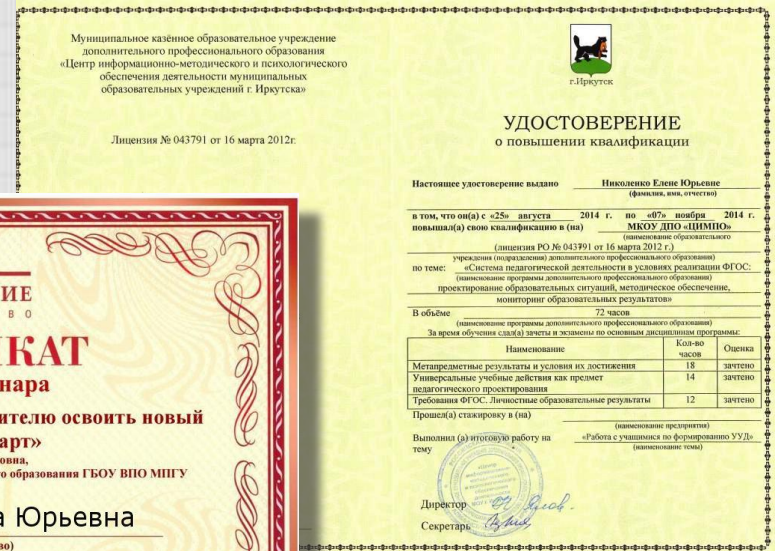 Муниципальное казённое образовательное учреждение
дополнительного профессионального образования
«Центр информационно-методического и психологического
обеспечения деятельности муниципальных
образовательных учреждений г. Иркутска»
Лицензия № 043791 от 16 марта 2012г.
г.Иркутск
УДОСТОВЕРЕНИЕ
о повышении квалификации
Настоящее удостоверение выдано Николенко Елене Юрьевне
(фамилия, имя, отчество)
в том, что он(а) с «25» августа 2014 г. по «07» ноября 2014 г.
повышал(а) свою квалификацию в (на) МКОУ ДПО «ЦИМПО»
(наименование образовательного
(лицензия РО № 043791 от 16 марта 2012 г.)
учреждения (подразделения) дополнительного профессионального образования)
по теме: «Система педагогической деятельности в условиях реализации ФГОС:
(наименование программы дополнительного профессионального образования)
проектирование образовательных ситуаций, методическое обеспечение,
мониторинг образовательных результатов»
В объёме 72 часов
(наименование программы дополнительного профессионального образования)
За время обучения сдал(а) зачеты и экзамены по основным дисциплинам программы:
Наименование Кол-во часов Оценка
Метапредметные результаты и условия их достижения 18 зачтено
Универсальные учебные действия как предмет педагогического проектирования 14 зачтено
Требования ФГОС. Личностные образовательные результаты 12 зачтено
Прошел(а) стажировку в (на)
(наименование предприятия)
Выполнил (а) итоговую работу на тему «Работа с учащимися по формированию УУД»
(наименование темы)
Директор
Секретарь
ИЕ
В О
КАТ
нара
ителю освоить новый
арт»
овна,
го образования ГБОУ ВПО МПГУ
а Юрьевна
во)